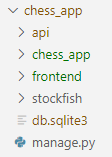 chess_app
api
chess_app
frontend
stockfish
db.sqlite3
manage.py